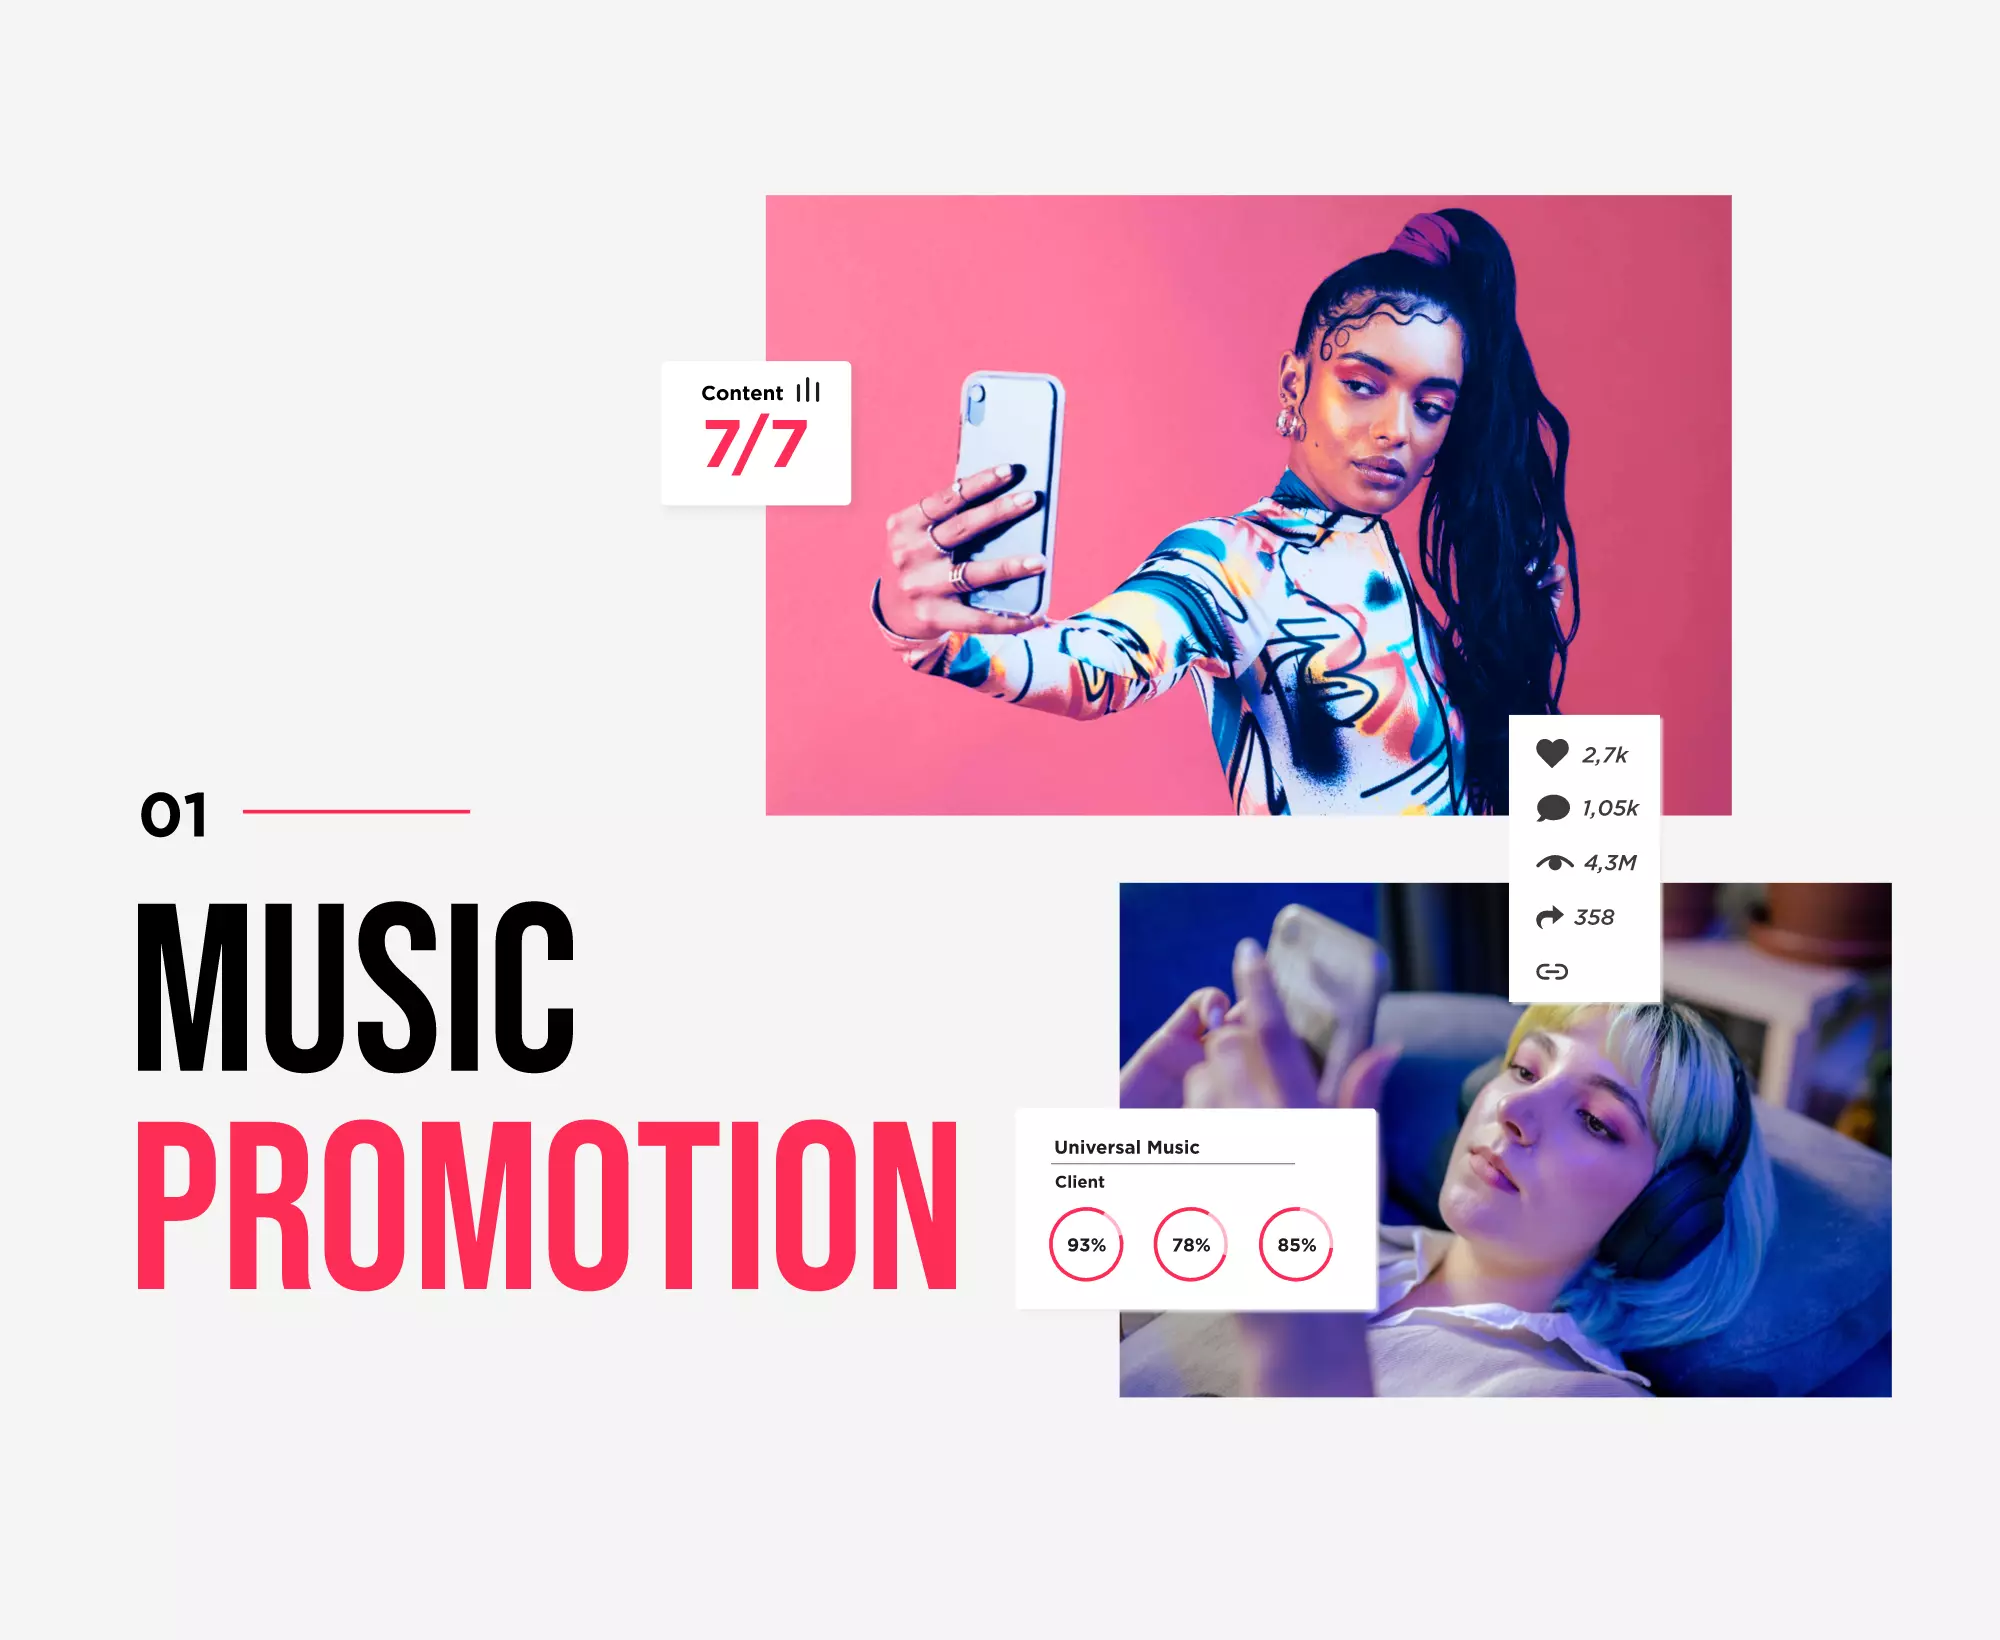 Content
7/7
2,7k
1,05k
4,3M
358
01
MUSIC
PROMOTION
Universal Music
Client
93% 78% 85%